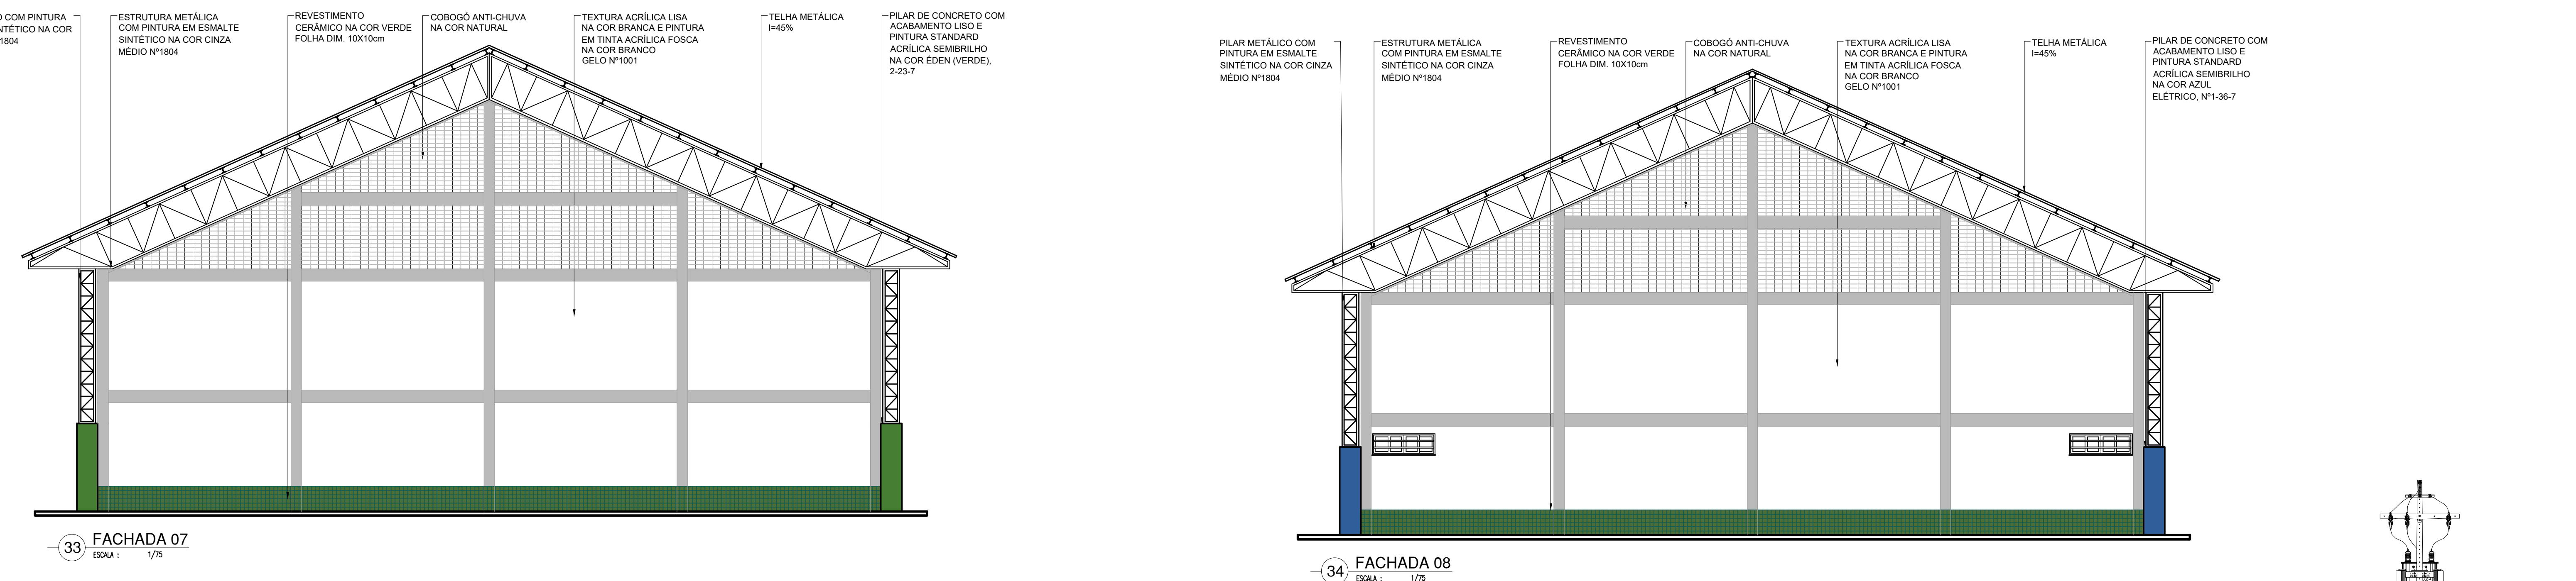 COM PINTURA
NA COR
1804
ESTRUTURA METÁLICA
COM PINTURA EM ESMALTE
SINTÉTICO NA COR CINZA
MÉDIO Nº1804
REVESTIMENTO
CERÂMICO NA COR VERDE
FOLHA DIM. 10X10cm
COBOGÓ ANTI-CHUVA
NA COR NATURAL
TEXTURA ACRÍLICA LISA
NA COR BRANCA E PINTURA
EM TINTA ACRÍLICA FOSCA
NA COR BRANCO
GELO Nº1001
TELHA METÁLICA
I=45%
PILAR DE CONCRETO COM
ACABAMENTO LISO E
PINTURA STANDARD
ACRÍLICA SEMIBRILHO
NA COR ÉDEN (VERDE),
2-23-7
33
FACHADA 07
ESCALA : 1/75
PILAR METÁLICO COM
PINTURA EM ESMALTE
SINTÉTICO NA COR CINZA
MÉDIO Nº1804
ESTRUTURA METÁLICA
COM PINTURA EM ESMALTE
SINTÉTICO NA COR CINZA
MÉDIO Nº1804
REVESTIMENTO
CERÂMICO NA COR VERDE
FOLHA DIM. 10X10cm
COBOGÓ ANTI-CHUVA
NA COR NATURAL
TEXTURA ACRÍLICA LISA
NA COR BRANCA E PINTURA
EM TINTA ACRÍLICA FOSCA
NA COR BRANCO
GELO Nº1001
TELHA METÁLICA
I=45%
PILAR DE CONCRETO COM
ACABAMENTO LISO E
PINTURA STANDARD
ACRÍLICA SEMIBRILHO
NA COR AZUL
ELÉTRICO, Nº1-36-7
34
FACHADA 08
ESCALA : 1/75